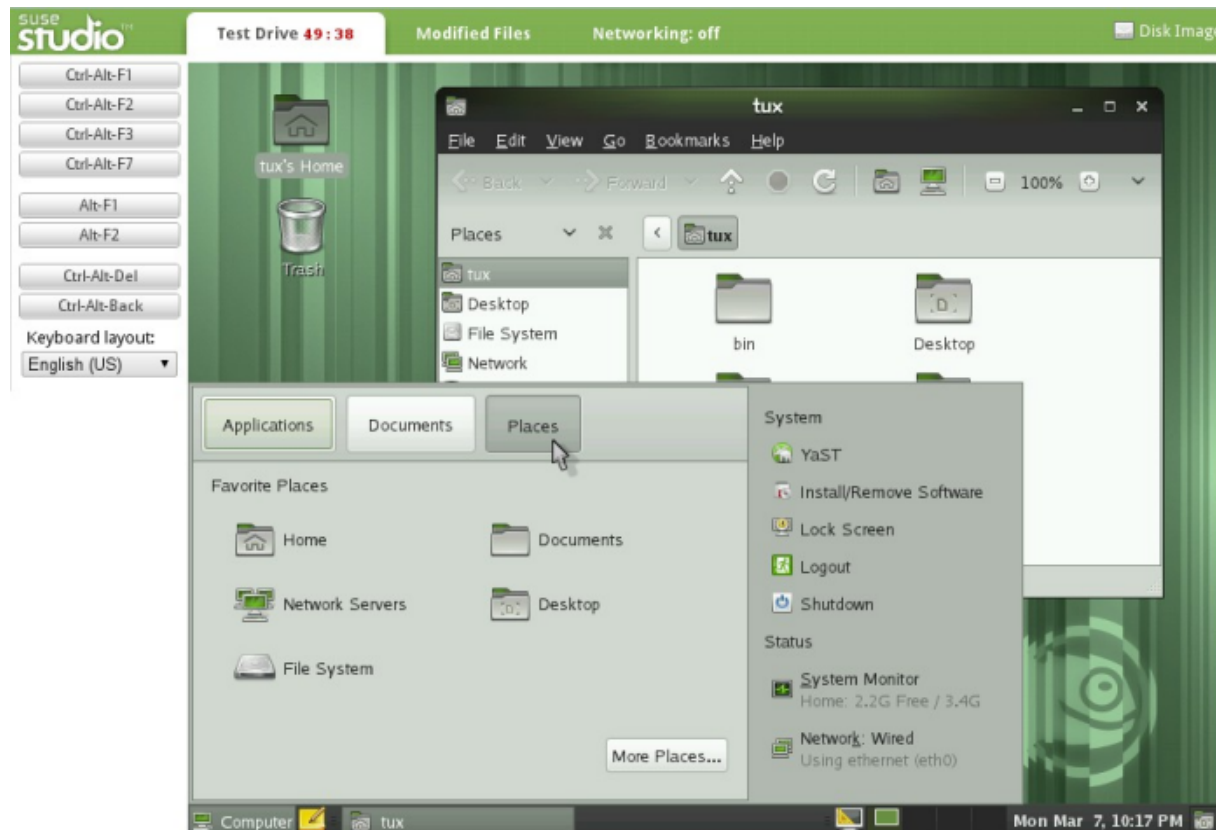 suse studio™
Test Drive 49:38
Modified Files
Networking: off
Disk Image
Ctrl-Alt-F1
Ctrl-Alt-F2
Ctrl-Alt-F3
Ctrl-Alt-F7
Alt-F1
Alt-F2
Ctrl-Alt-Del
Ctrl-Alt-Back
Keyboard layout:
English (US)
tux's Home
Trash
tux
File Edit View Go Bookmarks Help
Back Forward 100%
Places
tux
tux
Desktop
File System
Network
bin
Desktop
Applications
Documents
Places
Favorite Places
Home
Documents
Network Servers
Desktop
File System
More Places...
System
YaST
Install/Remove Software
Lock Screen
Logout
Shutdown
Status
System Monitor
Home: 2.2G Free / 3.4G
Network: Wired
Using ethernet (eth0)
Computer
tux
Mon Mar 7, 10:17 PM